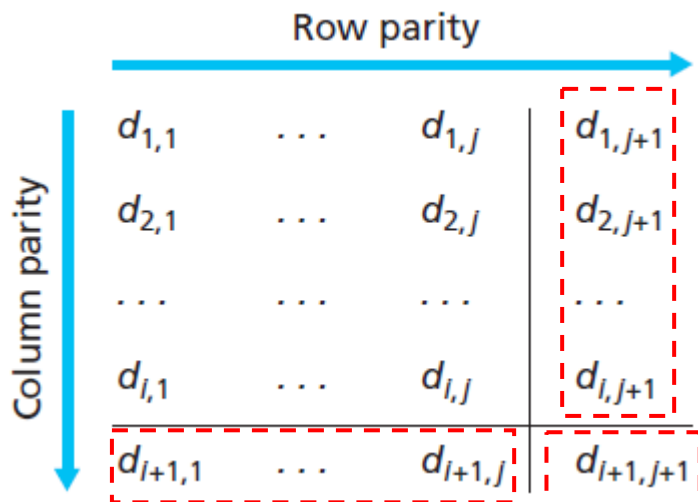 Row parity
Column parity
d1,1 ... d1,j d1,j+1
d2,1 ... d2,j d2,j+1
... ... ... ...
di,1 ... di,j di,j+1
di+1,1 ... di+1,j di+1,j+1